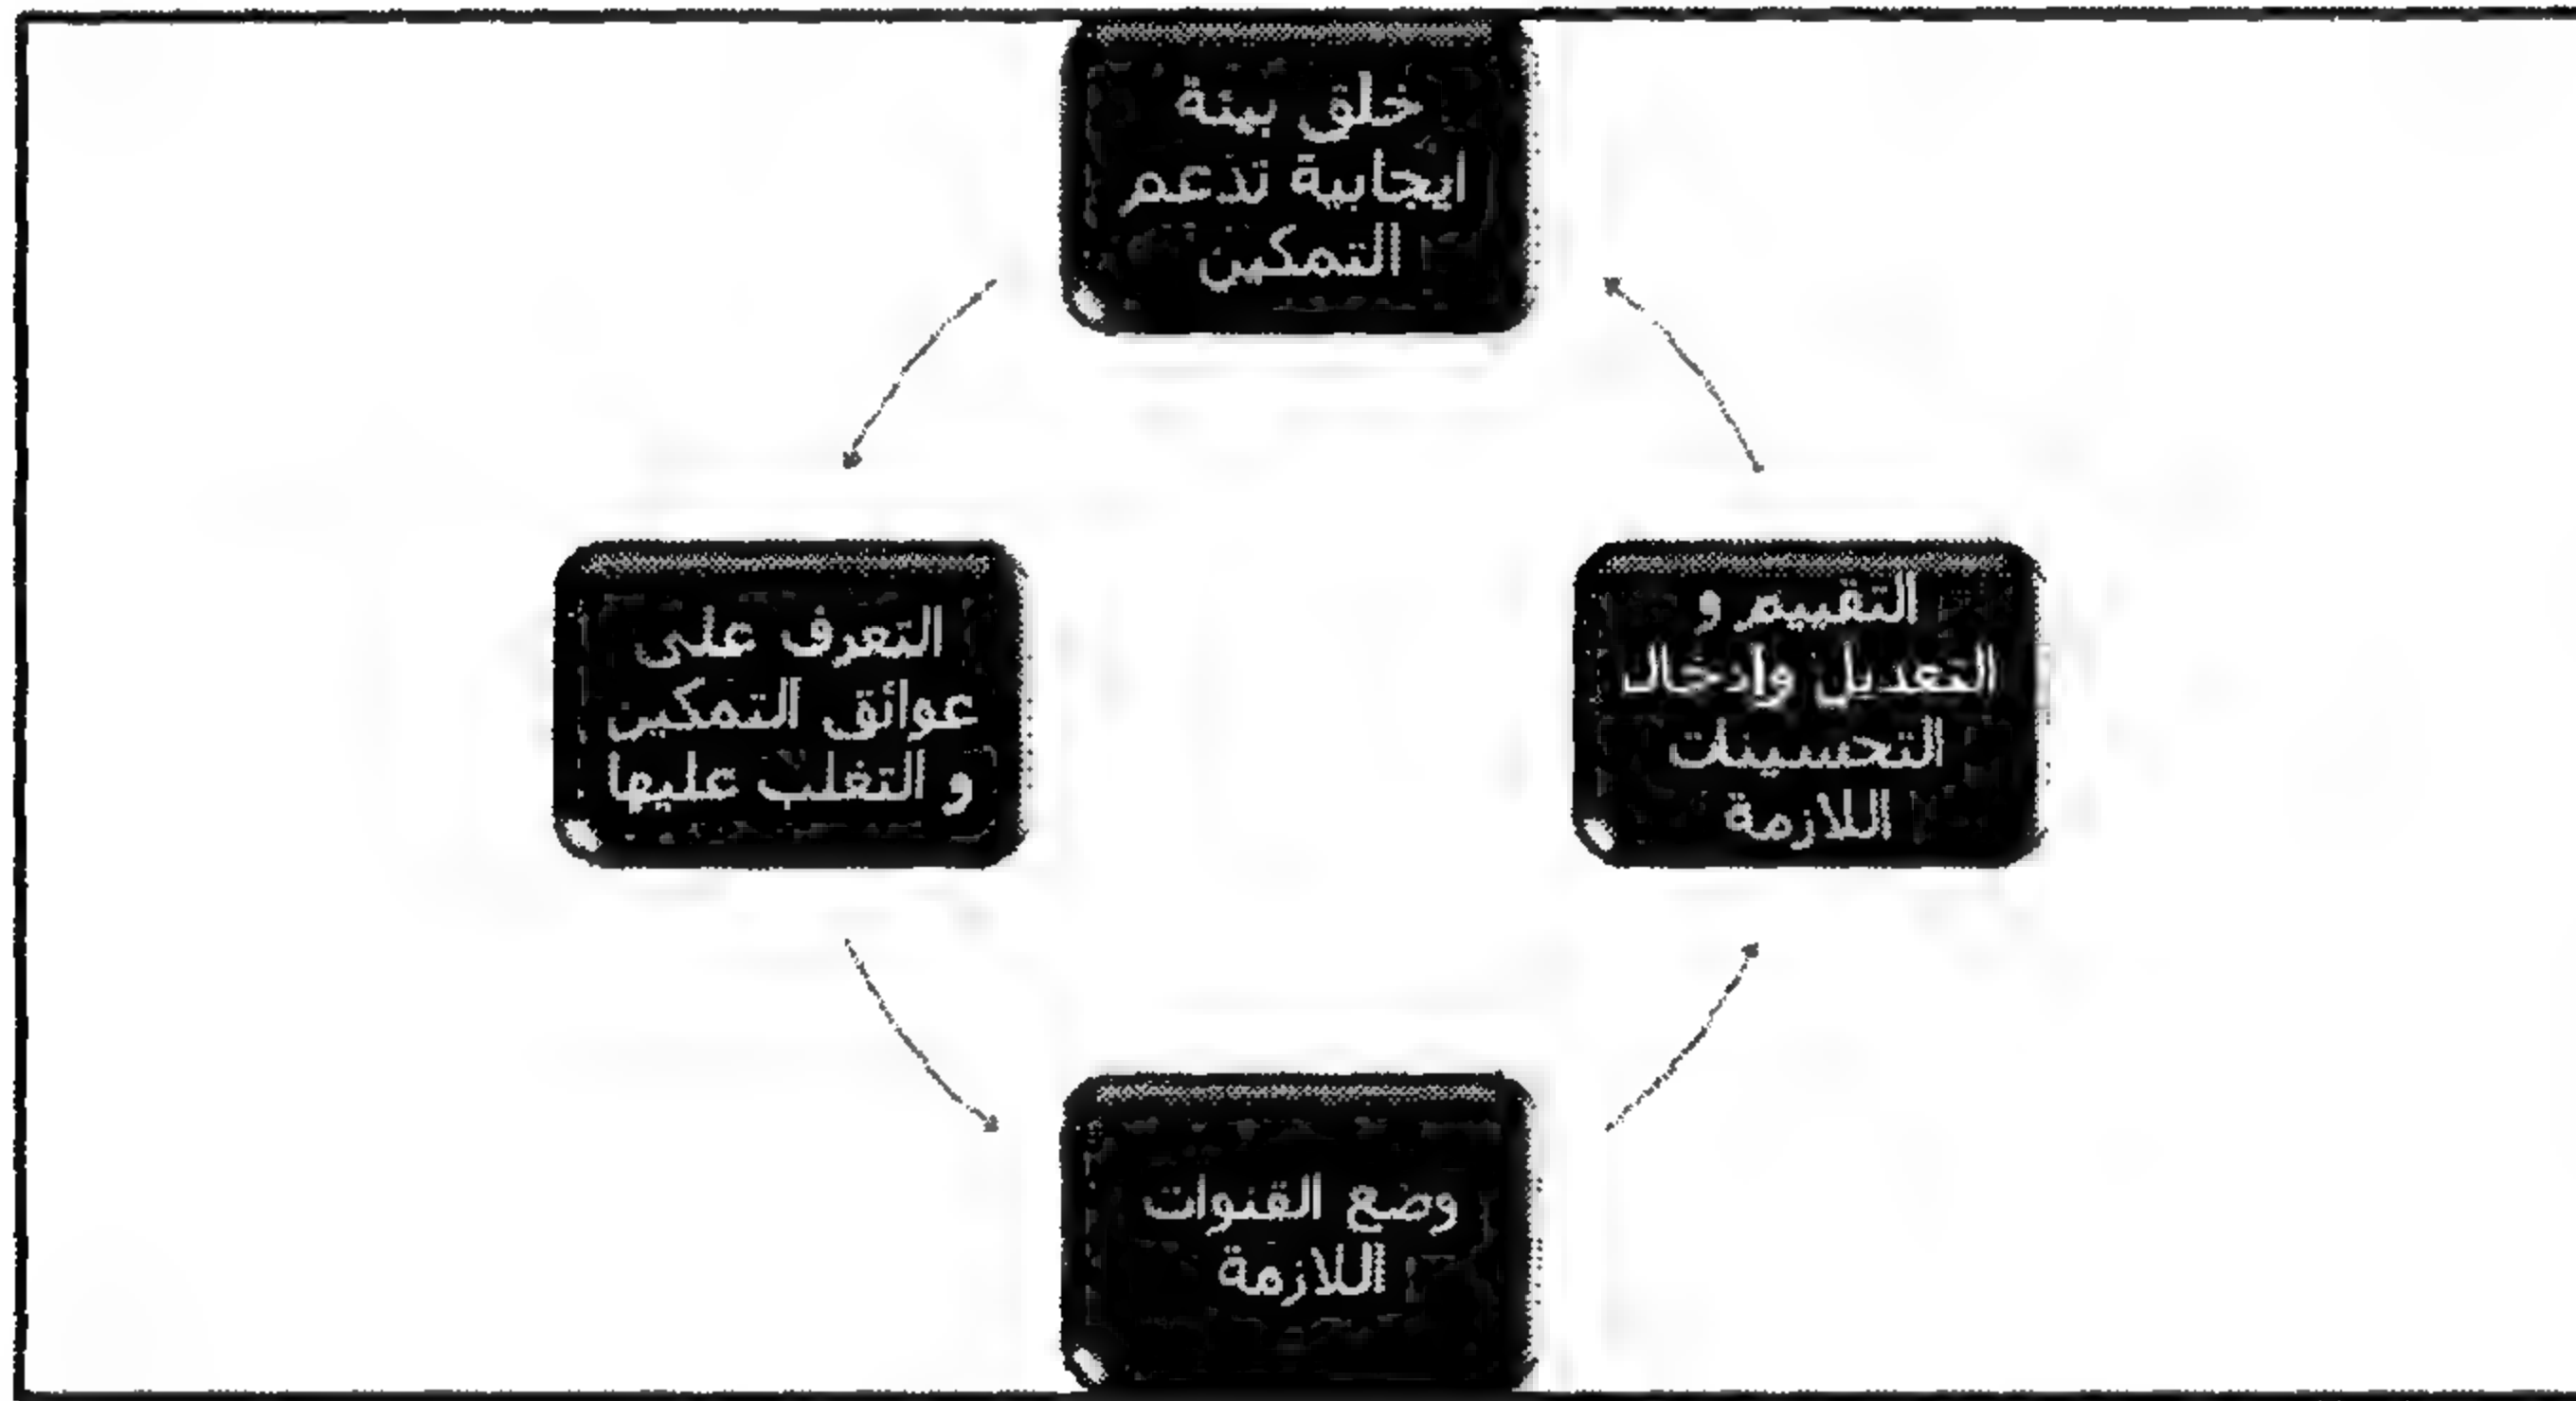 خلق بيئة
ايجابية تدعم
التمكين
التعرف على
عوائق التمكين
و التغلب عليها
وضع القنوات
اللازمة
التقييم و
التعديل وادخال
التحسينات
اللازمة